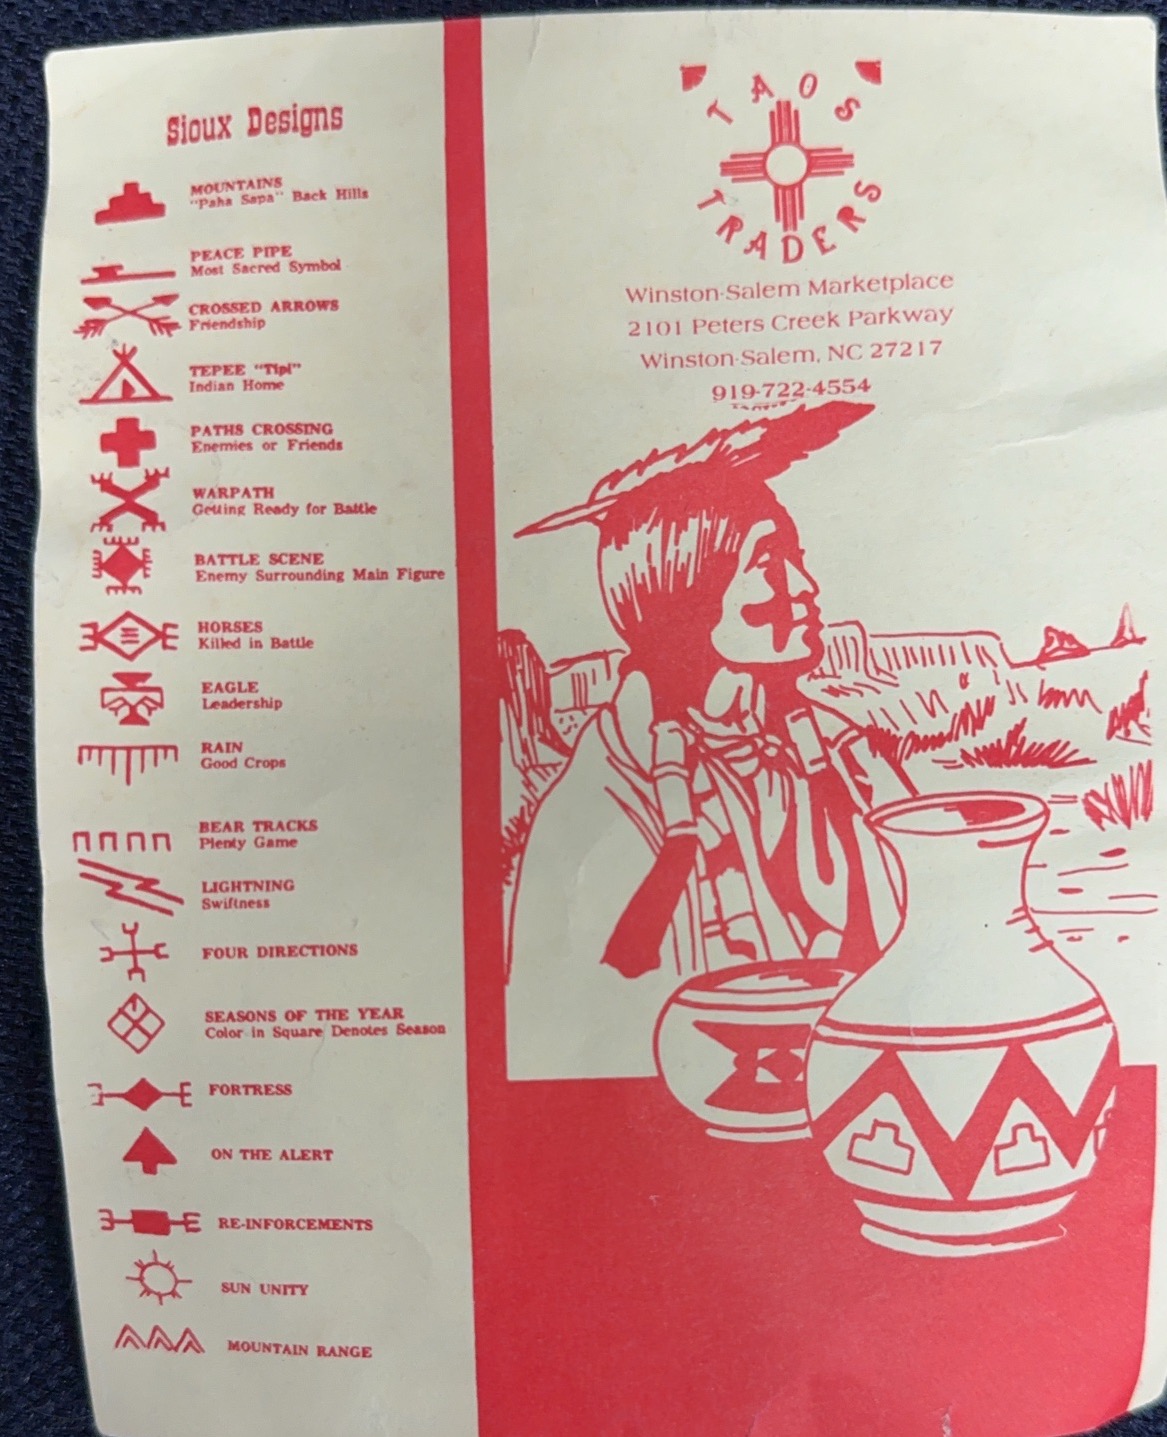 Sioux Designs
MOUNTAINS
"Paha Sapa" Back Hills
PEACE PIPE
Most Sacred Symbol
CROSSED ARROWS
Friendship
TEPEE "Tipi"
Indian Home
PATHS CROSSING
Enemies or Friends
WARPATH
Getting Ready for Battle
BATTLE SCENE
Enemy Surrounding Main Figure
HORSES
Killed in Battle
EAGLE
Leadership
RAIN
Good Crops
BEAR TRACKS
Plenty Game
LIGHTNING
Swiftness
FOUR DIRECTIONS
SEASONS OF THE YEAR
Color in Square Denotes Season
FORTRESS
ON THE ALERT
RE-INFORCEMENTS
SUN UNITY
MOUNTAIN RANGE
TAOS
TRADERS
Winston-Salem Marketplace
2101 Peters Creek Parkway
Winston-Salem, NC 27217
919-722-4554